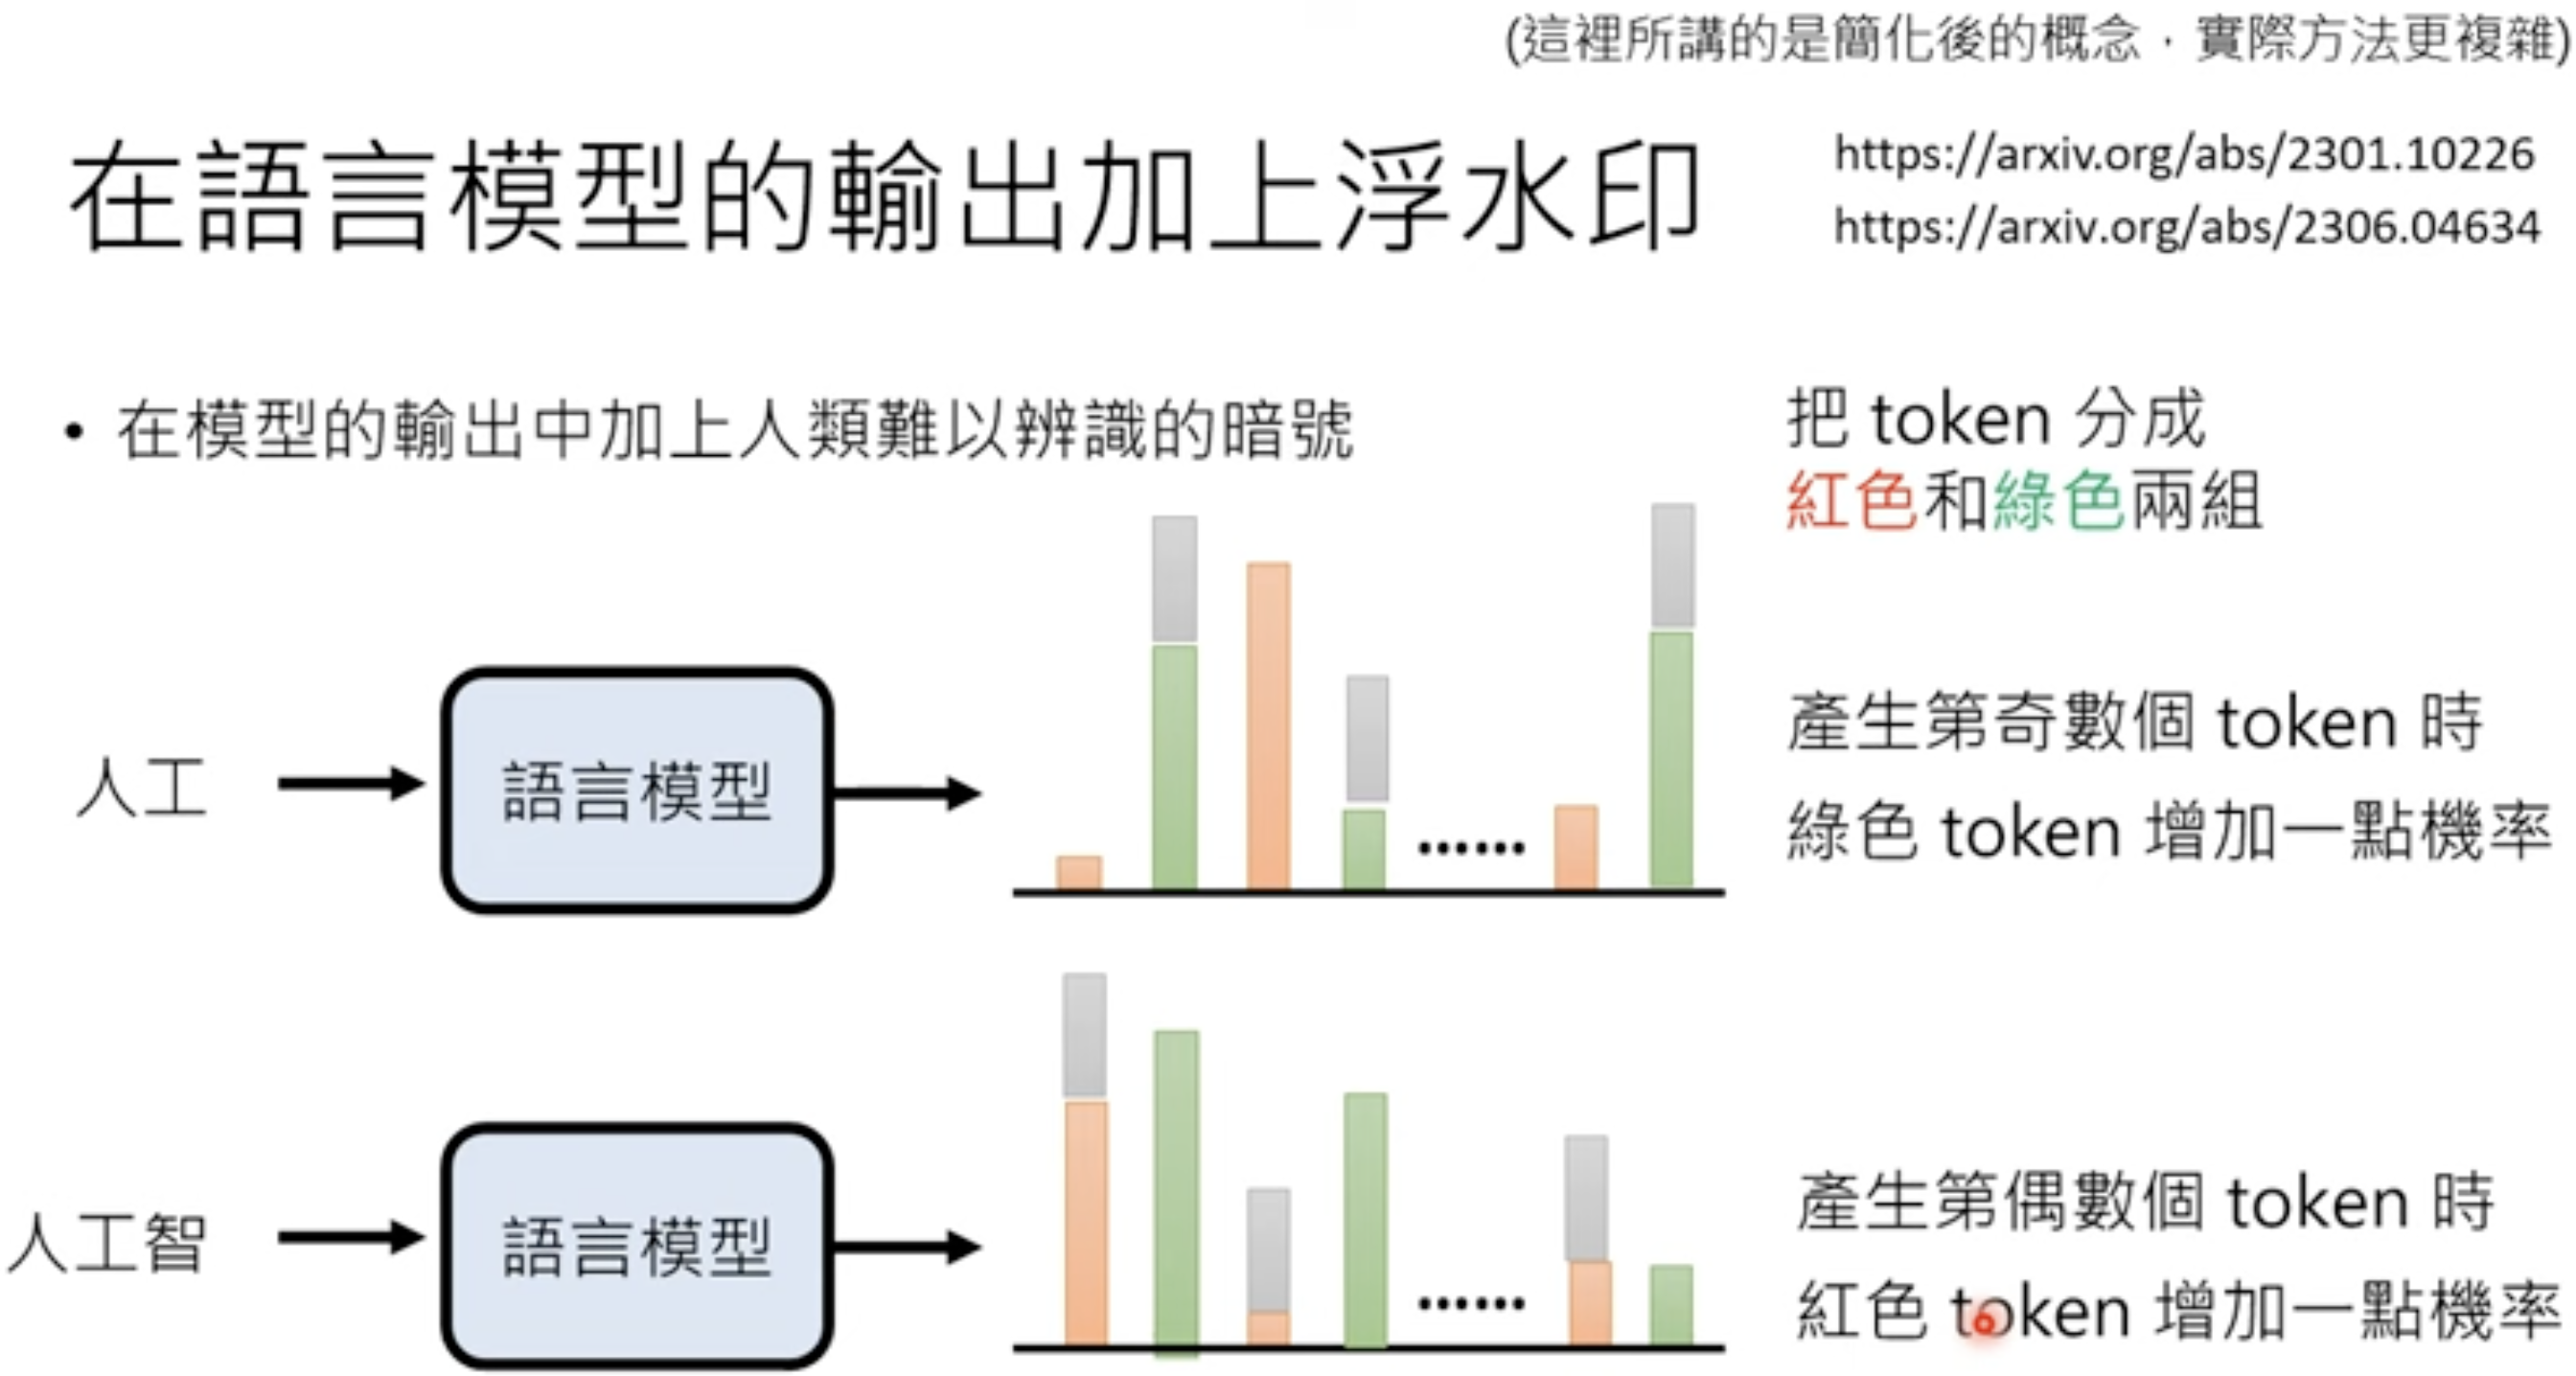 (這裡所講的是簡化後的概念，實際方法更複雜)
在語言模型的輸出加上浮水印
https://arxiv.org/abs/2301.10226
https://arxiv.org/abs/2306.04634
• 在模型的輸出中加上人類難以辨識的暗號
把 token 分成
紅色和綠色兩組
人工
語言模型
......
產生第奇數個 token 時
綠色 token 增加一點機率
人工智
語言模型
......
產生第偶數個 token 時
紅色 token 增加一點機率